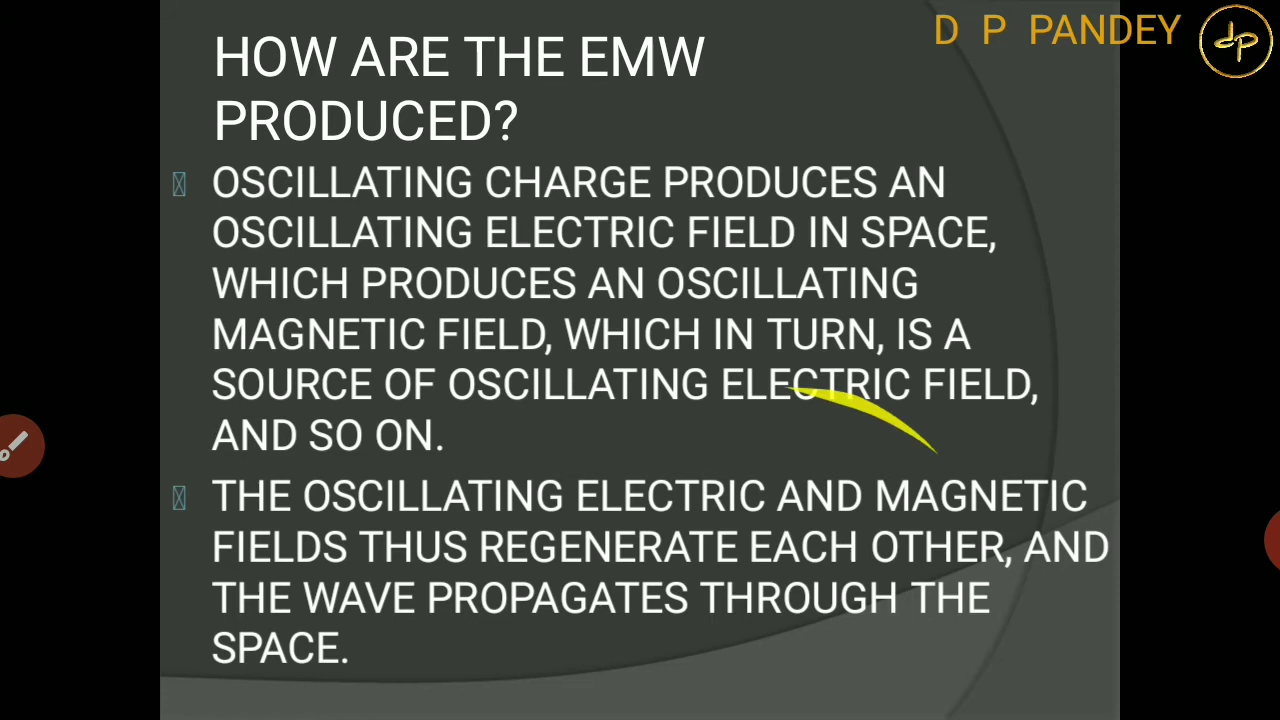 D P PANDEY
dp
HOW ARE THE EMW
PRODUCED?
OSCILLATING CHARGE PRODUCES AN
OSCILLATING ELECTRIC FIELD IN SPACE,
WHICH PRODUCES AN OSCILLATING
MAGNETIC FIELD, WHICH IN TURN, IS A
SOURCE OF OSCILLATING ELECTRIC FIELD,
AND SO ON.
THE OSCILLATING ELECTRIC AND MAGNETIC
FIELDS THUS REGENERATE EACH OTHER, AND
THE WAVE PROPAGATES THROUGH THE
SPACE.